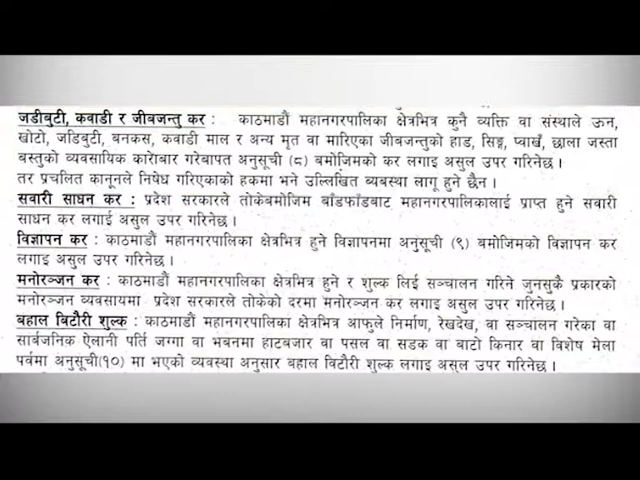 जडीबुटी, कवाडी र जीबजन्तु कर : काठमाडौं महानगरपालिका क्षेत्रभित्र कुनै व्यक्ति वा संस्थाले ऊन,
खोटो, जडिबुटी, बनकस, कवाडी माल र अन्य मृत वा मारिएका जीबजन्तुको हाड, सिङ्ग, प्वाखँ, छाला जस्ता
बस्तुको व्यवसायिक कारोबार गरेबापत अनुसूची (८) बमोजिमको कर लगाइ असुल उपर गरिनेछ ।
तर प्रचलित कानूनले निषेध गरिएकाको हकमा भने उल्लिखित ब्यबस्था लागू हुने छैन ।
सवारी साधन कर : प्रदेश सरकारले तोकेबमोजिम बाँडफाँडबाट महानगरपालिकालाई प्राप्त हुने सवारी
साधन कर लगाई असुल उपर गरिनेछ ।
विज्ञापन कर : काठमाडौं महानगरपालिका क्षेत्रभित्र हुने विज्ञापनमा अनुसूची (९) बमोजिमको विज्ञापन कर
लगाइ असुल उपर गरिनेछ ।
मनोरञ्जन कर : काठमाडौं महानगरपालिका क्षेत्रभित्र हुने र शुल्क लिई सञ्चालन गरिने जुनसुकै प्रकारको
मनोरञ्जन व्यवसायमा प्रदेश सरकारले तोकेको दरमा मनोरञ्जन कर लगाइ असुल उपर गरिनेछ ।
बहाल बिटौरी शुल्क : काठमाडौं महानगरपालिका क्षेत्रभित्र आफुले निर्माण, रेखदेख, वा सञ्चालन गरेका वा
सार्बजनिक ऐलानी पर्ति जग्गा वा भबनमा हाटबजार वा पसल वा सडक वा बाटो किनार वा विशेष मेला
पर्वमा अनुसूची(१०) मा भएको व्यवस्था अनुसार बहाल बिटौरी शुल्क लगाइ असुल उपर गरिनेछ ।